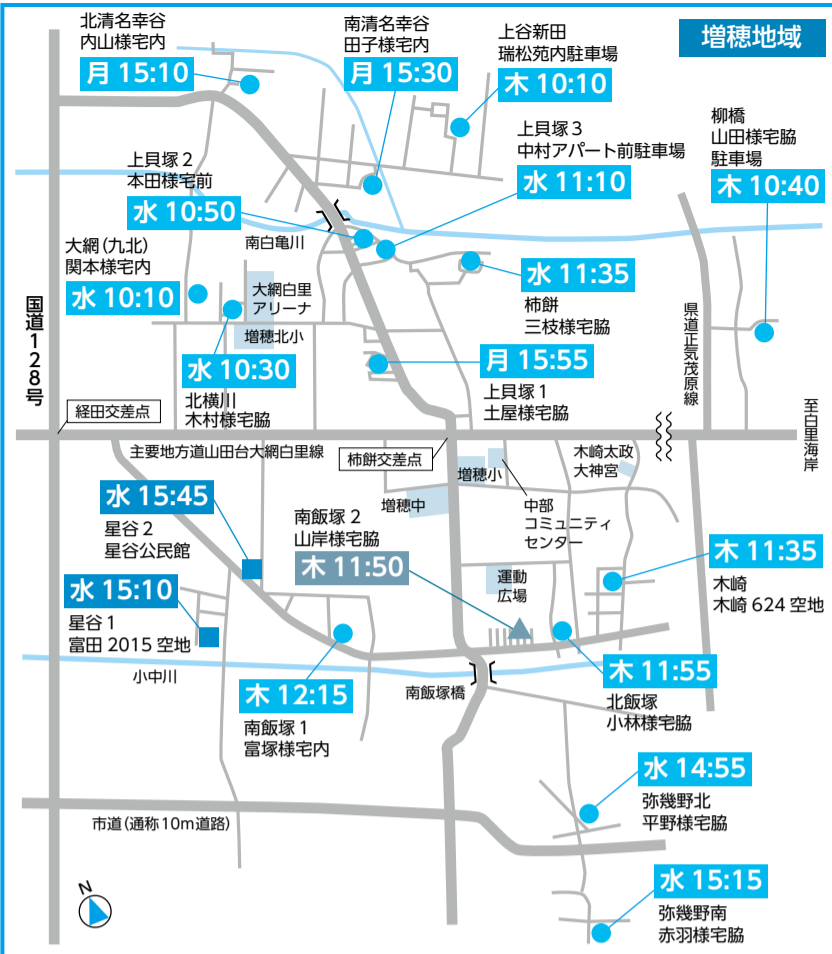 増穂地域
北清名幸谷
内山様宅内
月 15:10
南清名幸谷
田子様宅内
月 15:30
上谷新田
瑞松苑内駐車場
木 10:10
柳橋
山田様宅脇
駐車場
木 10:40
上貝塚 2
本田様宅前
水 10:50
上貝塚 3
中村アパート前駐車場
水 11:10
南白亀川
大網(九北)
関本様宅内
水 10:10
大網白里
アリーナ
増穂北小
水 11:35
柿餅
三枝様宅脇
国道128号
県道正気茂原線
水 10:30
北横川
木村様宅脇
月 15:55
上貝塚 1
土屋様宅脇
経田交差点
至白里海岸
主要地方道山田台大網白里線
柿餅交差点
増穂小
木崎太政
大神宮
増穂中
中部
コミュニティ
センター
水 15:45
星谷 2
星谷公民館
南飯塚 2
山岸様宅脇
木 11:50
運動
広場
木 11:35
木崎
木崎 624 空地
水 15:10
星谷 1
富田 2015 空地
小中川
木 12:15
南飯塚 1
富塚様宅内
南飯塚橋
木 11:55
北飯塚
小林様宅脇
水 14:55
弥幾野北
平野様宅脇
市道(通称10m道路)
水 15:15
弥幾野南
赤羽様宅脇
N